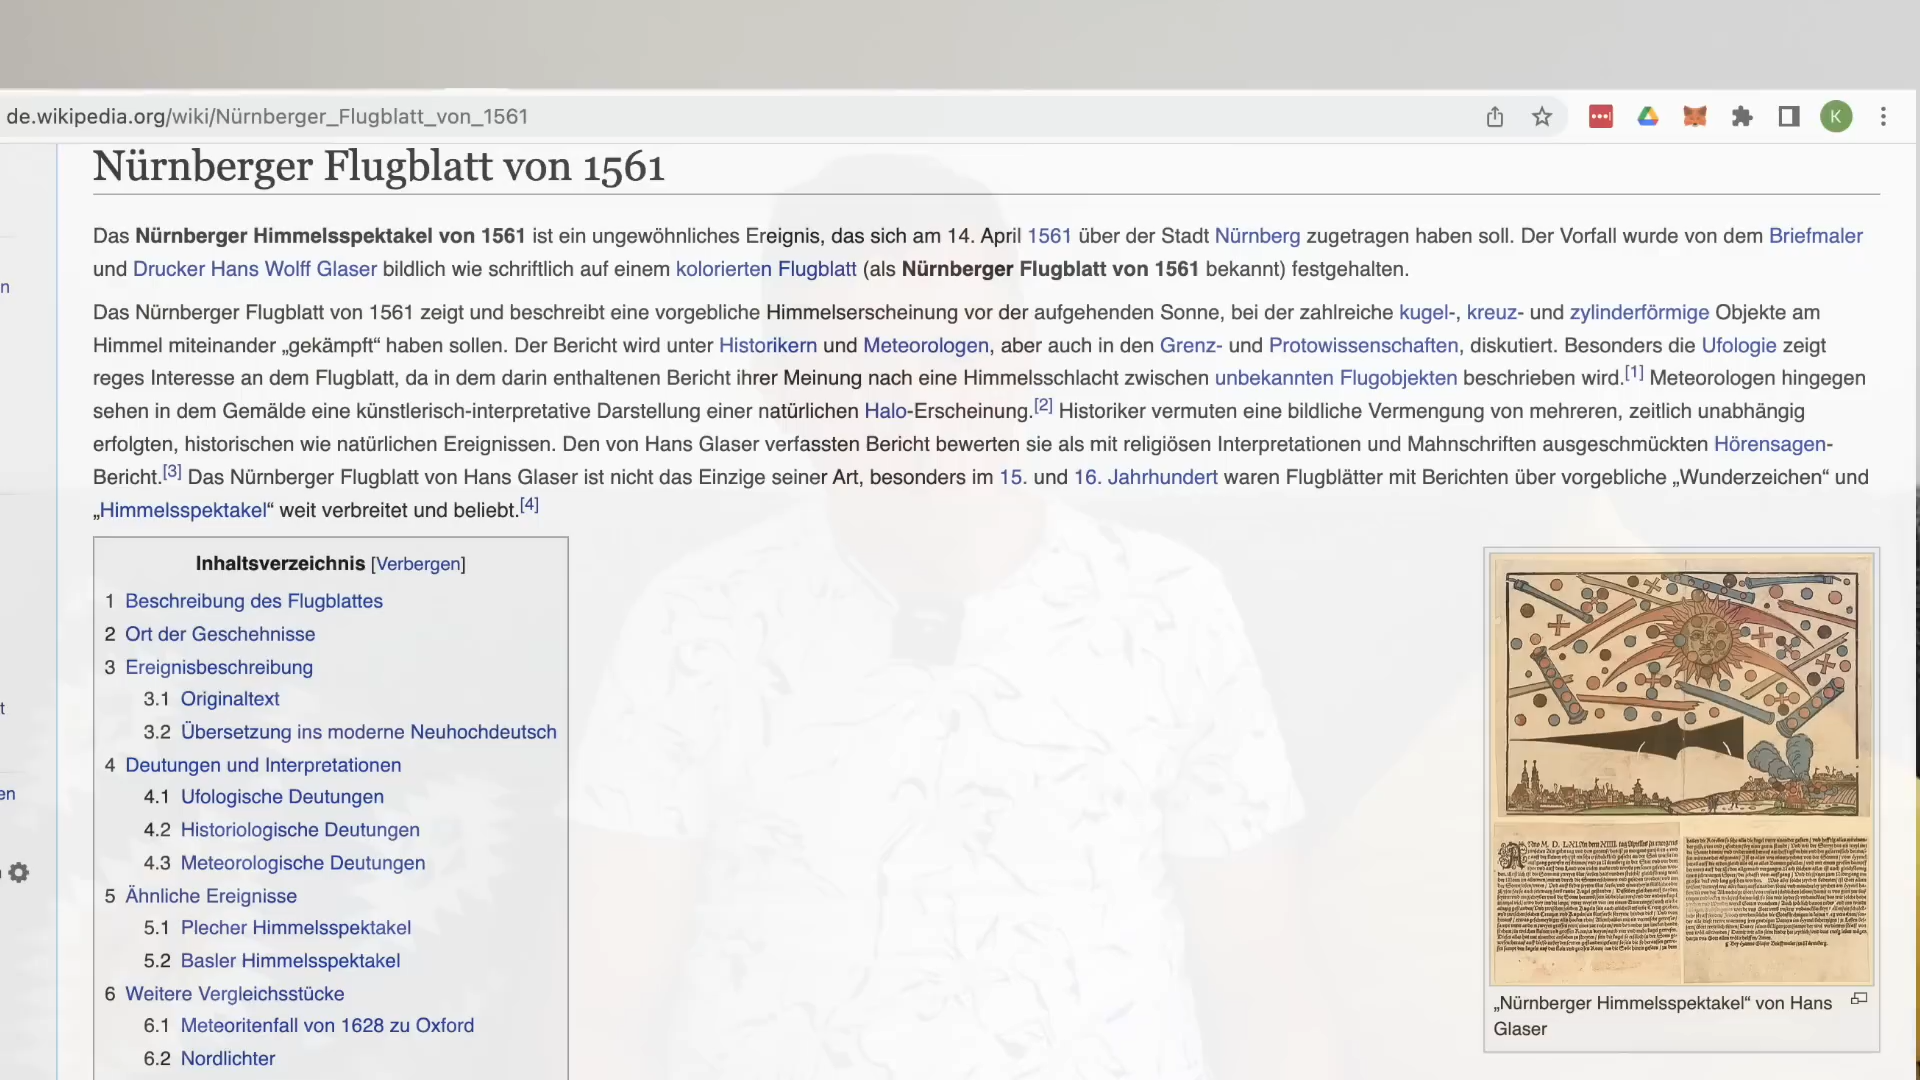 de.wikipedia.org/wiki/Nürnberger_Flugblatt_von_1561
K
Nürnberger Flugblatt von 1561
Das Nürnberger Himmelsspektakel von 1561 ist ein ungewöhnliches Ereignis, das sich am 14. April 1561 über der Stadt Nürnberg zugetragen haben soll. Der Vorfall wurde von dem Briefmaler
und Drucker Hans Wolff Glaser bildlich wie schriftlich auf einem kolorierten Flugblatt (als Nürnberger Flugblatt von 1561 bekannt) festgehalten.
Das Nürnberger Flugblatt von 1561 zeigt und beschreibt eine vorgebliche Himmelserscheinung vor der aufgehenden Sonne, bei der zahlreiche kugel-, kreuz- und zylinderförmige Objekte am
Himmel miteinander „gekämpft“ haben sollen. Der Bericht wird unter Historikern und Meteorologen, aber auch in den Grenz- und Protowissenschaften, diskutiert. Besonders die Ufologie zeigt
reges Interesse an dem Flugblatt, da in dem darin enthaltenen Bericht ihrer Meinung nach eine Himmelsschlacht zwischen unbekannten Flugobjekten beschrieben wird.[1] Meteorologen hingegen
sehen in dem Gemälde eine künstlerisch-interpretative Darstellung einer natürlichen Halo-Erscheinung.[2] Historiker vermuten eine bildliche Vermengung von mehreren, zeitlich unabhängig
erfolgten, historischen wie natürlichen Ereignissen. Den von Hans Glaser verfassten Bericht bewerten sie als mit religiösen Interpretationen und Mahnschriften ausgeschmückten Hörensagen-
Bericht.[3] Das Nürnberger Flugblatt von Hans Glaser ist nicht das Einzige seiner Art, besonders im 15. und 16. Jahrhundert waren Flugblätter mit Berichten über vorgebliche „Wunderzeichen“ und
„Himmelsspektakel“ weit verbreitet und beliebt.[4]
Inhaltsverzeichnis [Verbergen]
1 Beschreibung des Flugblattes
2 Ort der Geschehnisse
3 Ereignisbeschreibung
3.1 Originaltext
3.2 Übersetzung ins moderne Neuhochdeutsch
4 Deutungen und Interpretationen
4.1 Ufologische Deutungen
4.2 Historiologische Deutungen
4.3 Meteorologische Deutungen
5 Ähnliche Ereignisse
5.1 Plecher Himmelsspektakel
5.2 Basler Himmelsspektakel
6 Weitere Vergleichsstücke
6.1 Meteoritenfall von 1628 zu Oxford
6.2 Nordlichter
„Nürnberger Himmelsspektakel“ von Hans
Glaser